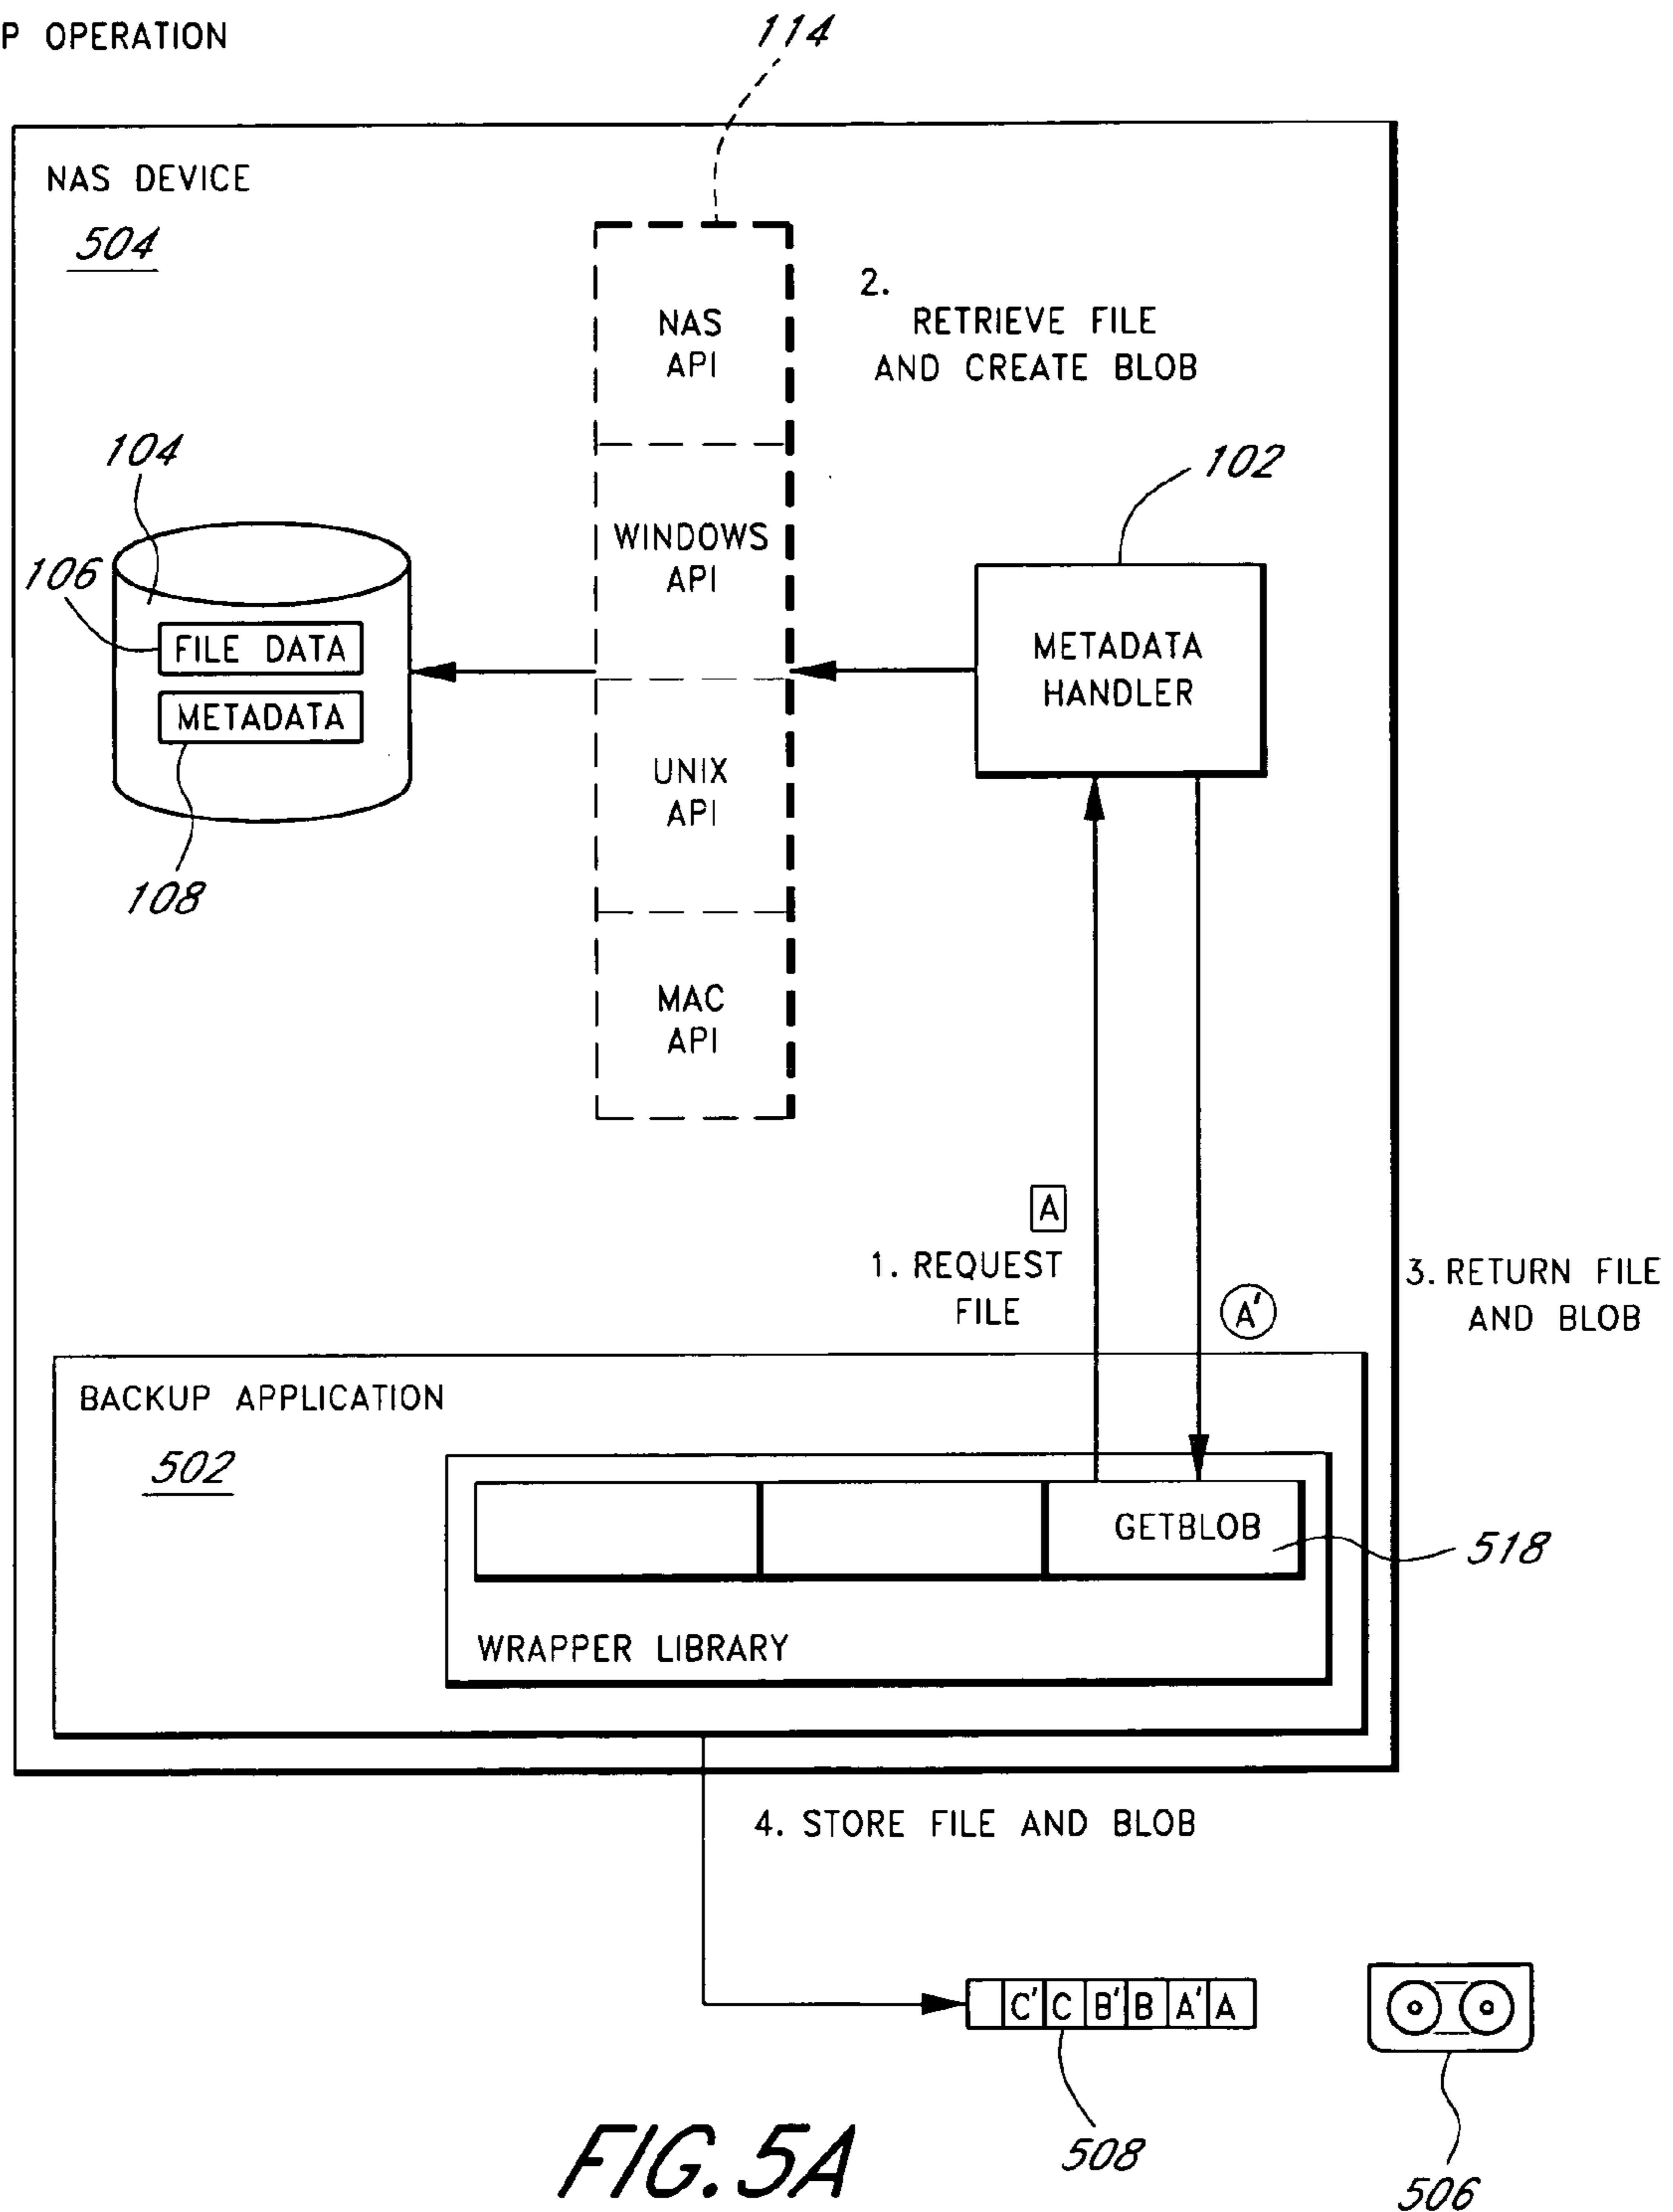 P OPERATION
114
NAS DEVICE
504
NAS
API
2.
RETRIEVE FILE
AND CREATE BLOB
104
102
WINDOWS
API
106
FILE DATA
METADATA
HANDLER
METADATA
UNIX
API
108
MAC
API
A
1. REQUEST
FILE
A'
3. RETURN FILE
AND BLOB
BACKUP APPLICATION
502
GETBLOB
518
WRAPPER LIBRARY
4. STORE FILE AND BLOB
C' C B' B A' A
508
506
FIG. 5A